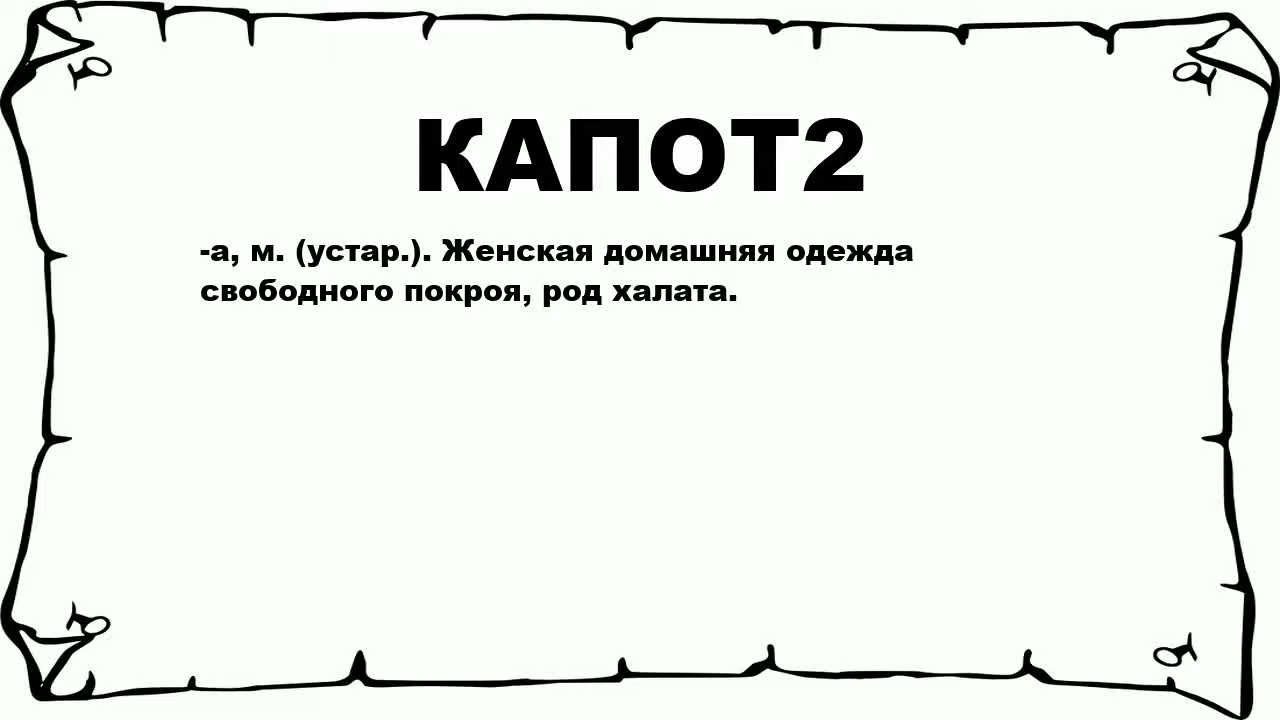 КАПОТ2
-а, м. (устар.). Женская домашняя одежда
свободного покроя, род халата.